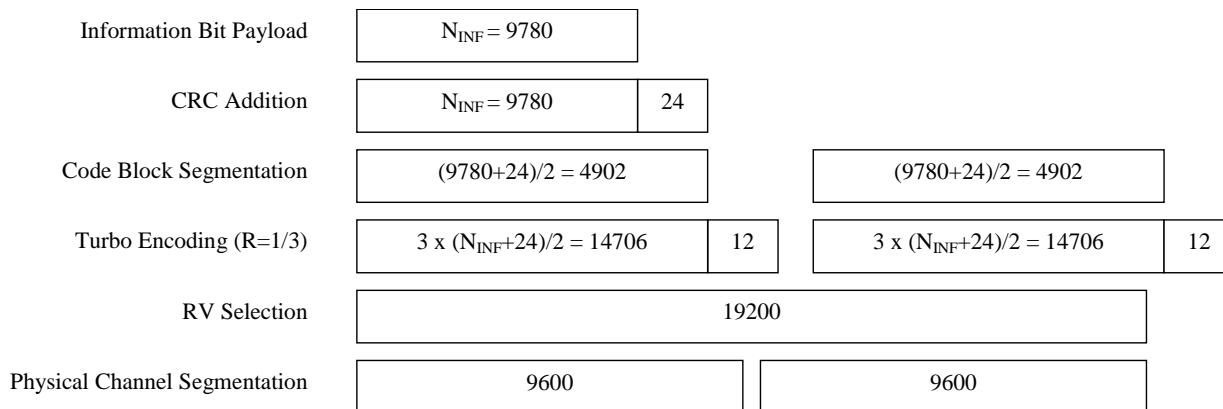 Information Bit Payload N_INF = 9780
CRC Addition N_INF = 9780 24
Code Block Segmentation (9780+24)/2 = 4902 (9780+24)/2 = 4902
Turbo Encoding (R=1/3) 3 x (N_INF+24)/2 = 14706 12 3 x (N_INF+24)/2 = 14706 12
RV Selection 19200
Physical Channel Segmentation 9600 9600